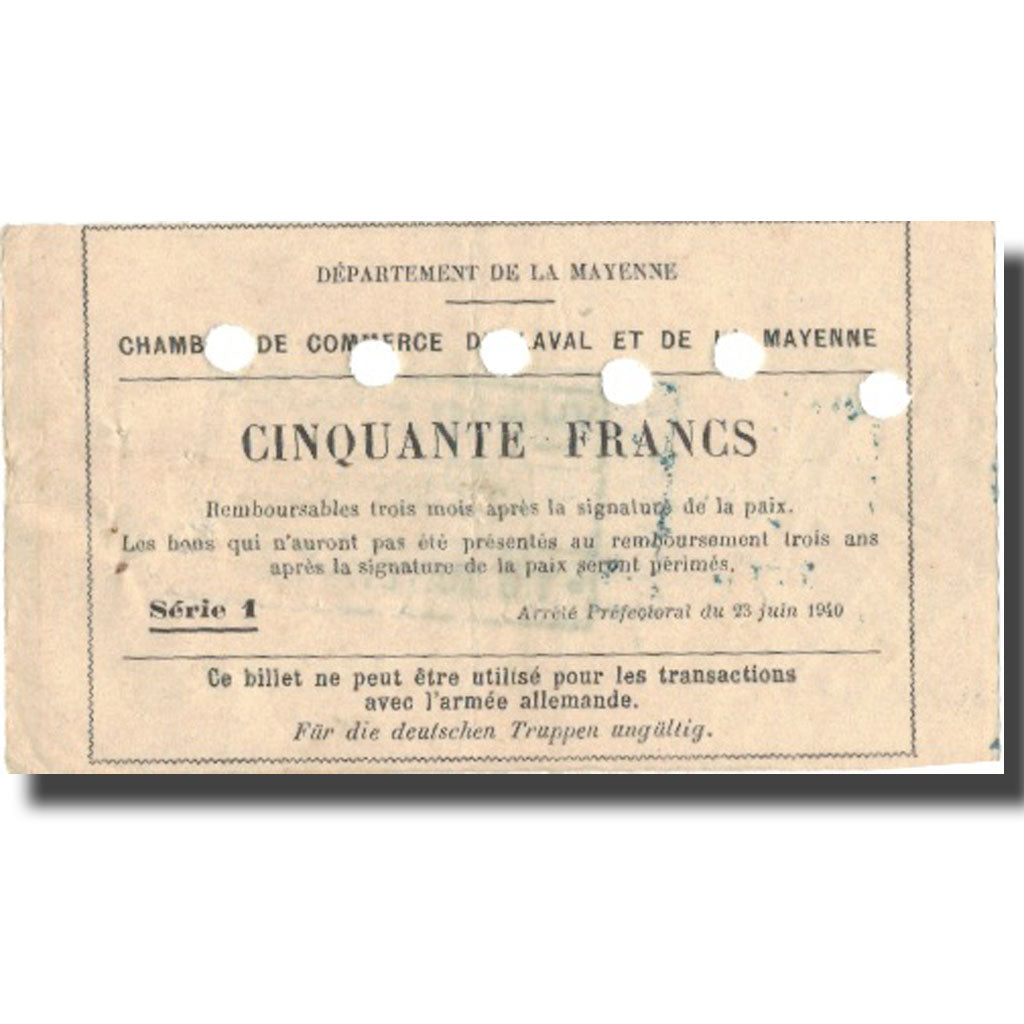 DÉPARTEMENT DE LA MAYENNE
CHAMB DE COMMERCE D LAVAL ET DE L MAYENNE
CINQUANTE FRANCS
Remboursables trois mois après la signature de la paix.
Les bons qui n'auront pas été présentés au remboursement trois ans
après la signature de la paix seront périmés.
Série 1
Arrêté Préfectoral du 23 juin 1940
Ce billet ne peut être utilisé pour les transactions
avec l'armée allemande.
Für die deutschen Truppen ungültig.